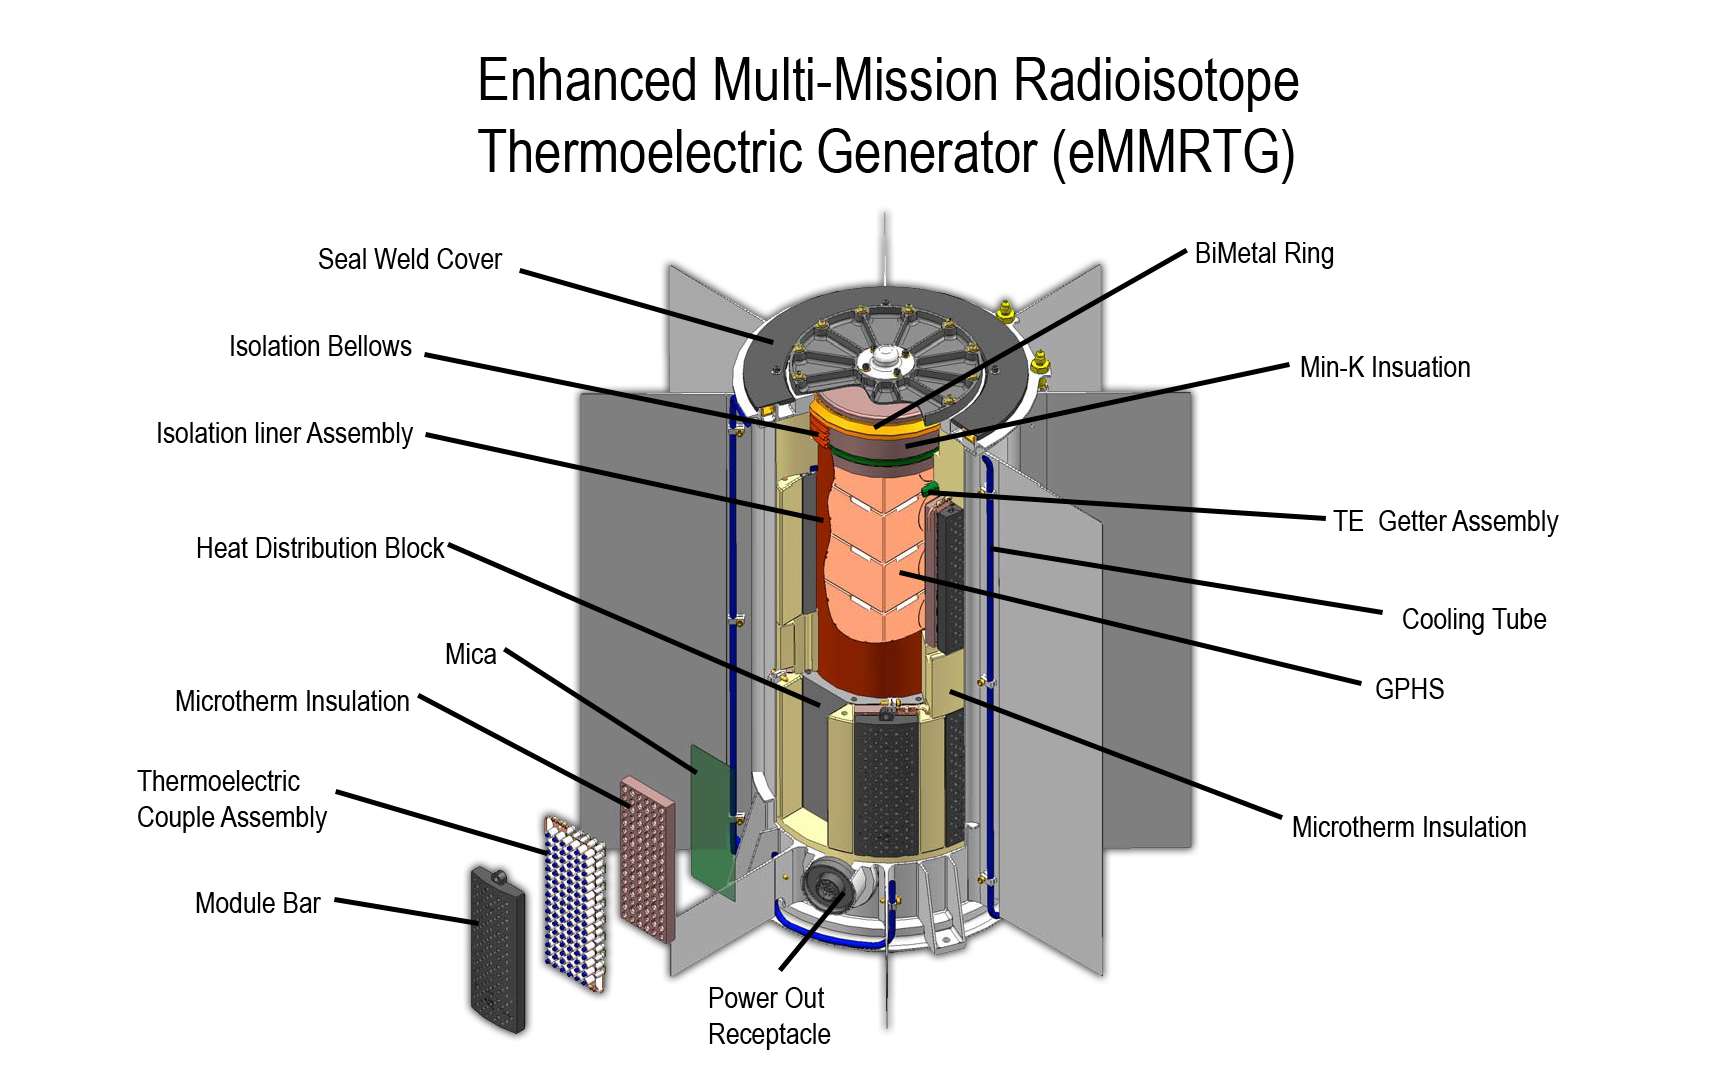 Enhanced Multi-Mission Radioisotope
Thermoelectric Generator (eMMRTG)
Seal Weld Cover
Isolation Bellows
Isolation liner Assembly
Heat Distribution Block
Mica
Microtherm Insulation
Thermoelectric
Couple Assembly
Module Bar
Power Out
Receptacle
BiMetal Ring
Min-K Insuation
TE  Getter Assembly
Cooling Tube
GPHS
Microtherm Insulation